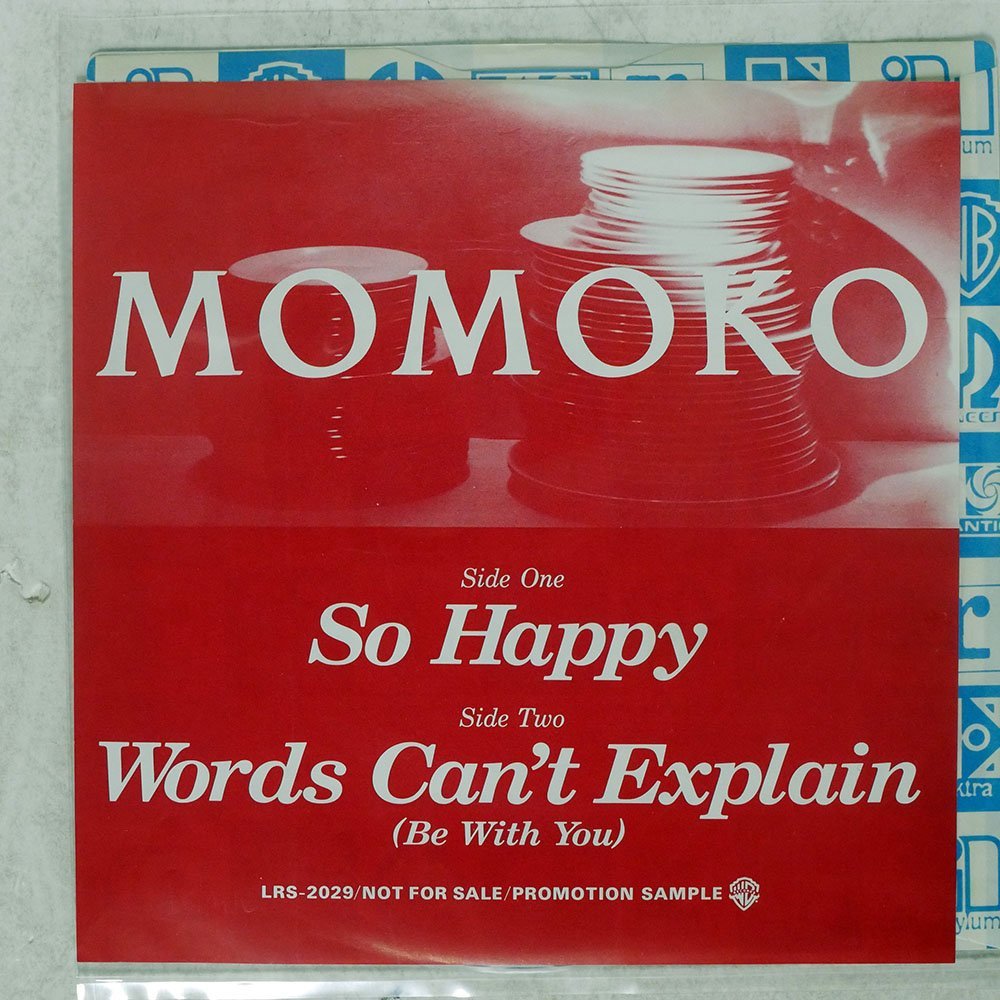 MOMOKO
Side One
So Happy
Side Two
Words Can't Explain
(Be With You)
LRS-2029/NOT FOR SALE/PROMOTION SAMPLE